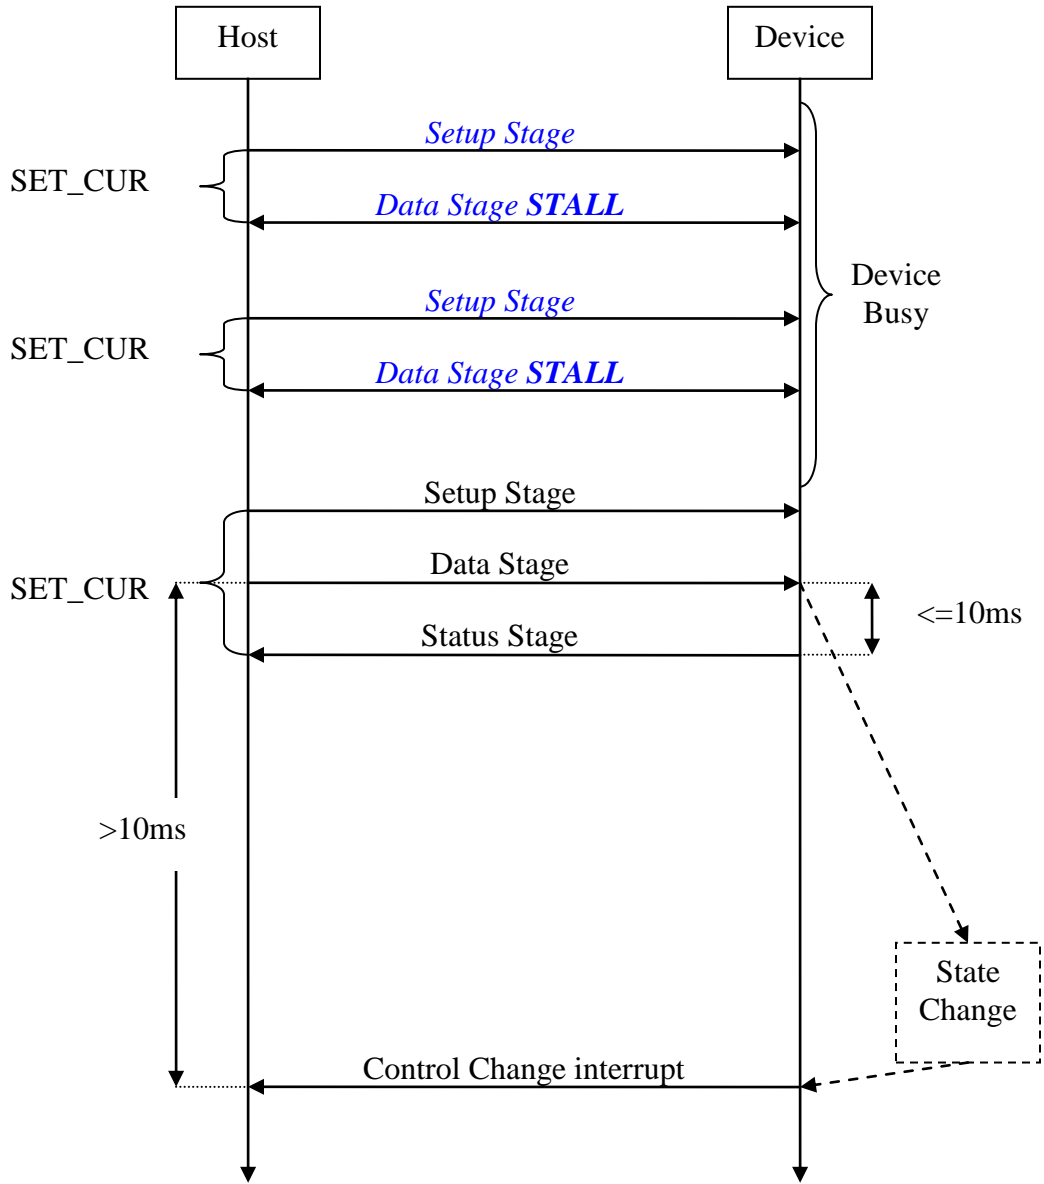 Host
Device
Setup Stage
SET_CUR
Data Stage STALL
Device
Busy
Setup Stage
SET_CUR
Data Stage STALL
Setup Stage
Data Stage
SET_CUR
<=10ms
Status Stage
>10ms
State
Change
Control Change interrupt